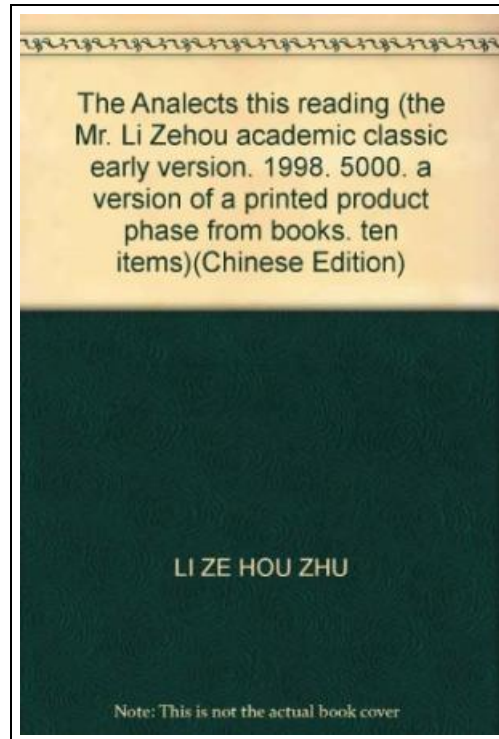 The Analects this reading (the
Mr. Li Zehou academic classic
early version. 1998. 5000. a
version of a printed product
phase from books. ten
items)(Chinese Edition)
LI ZE HOU ZHU
Note: This is not the actual book cover